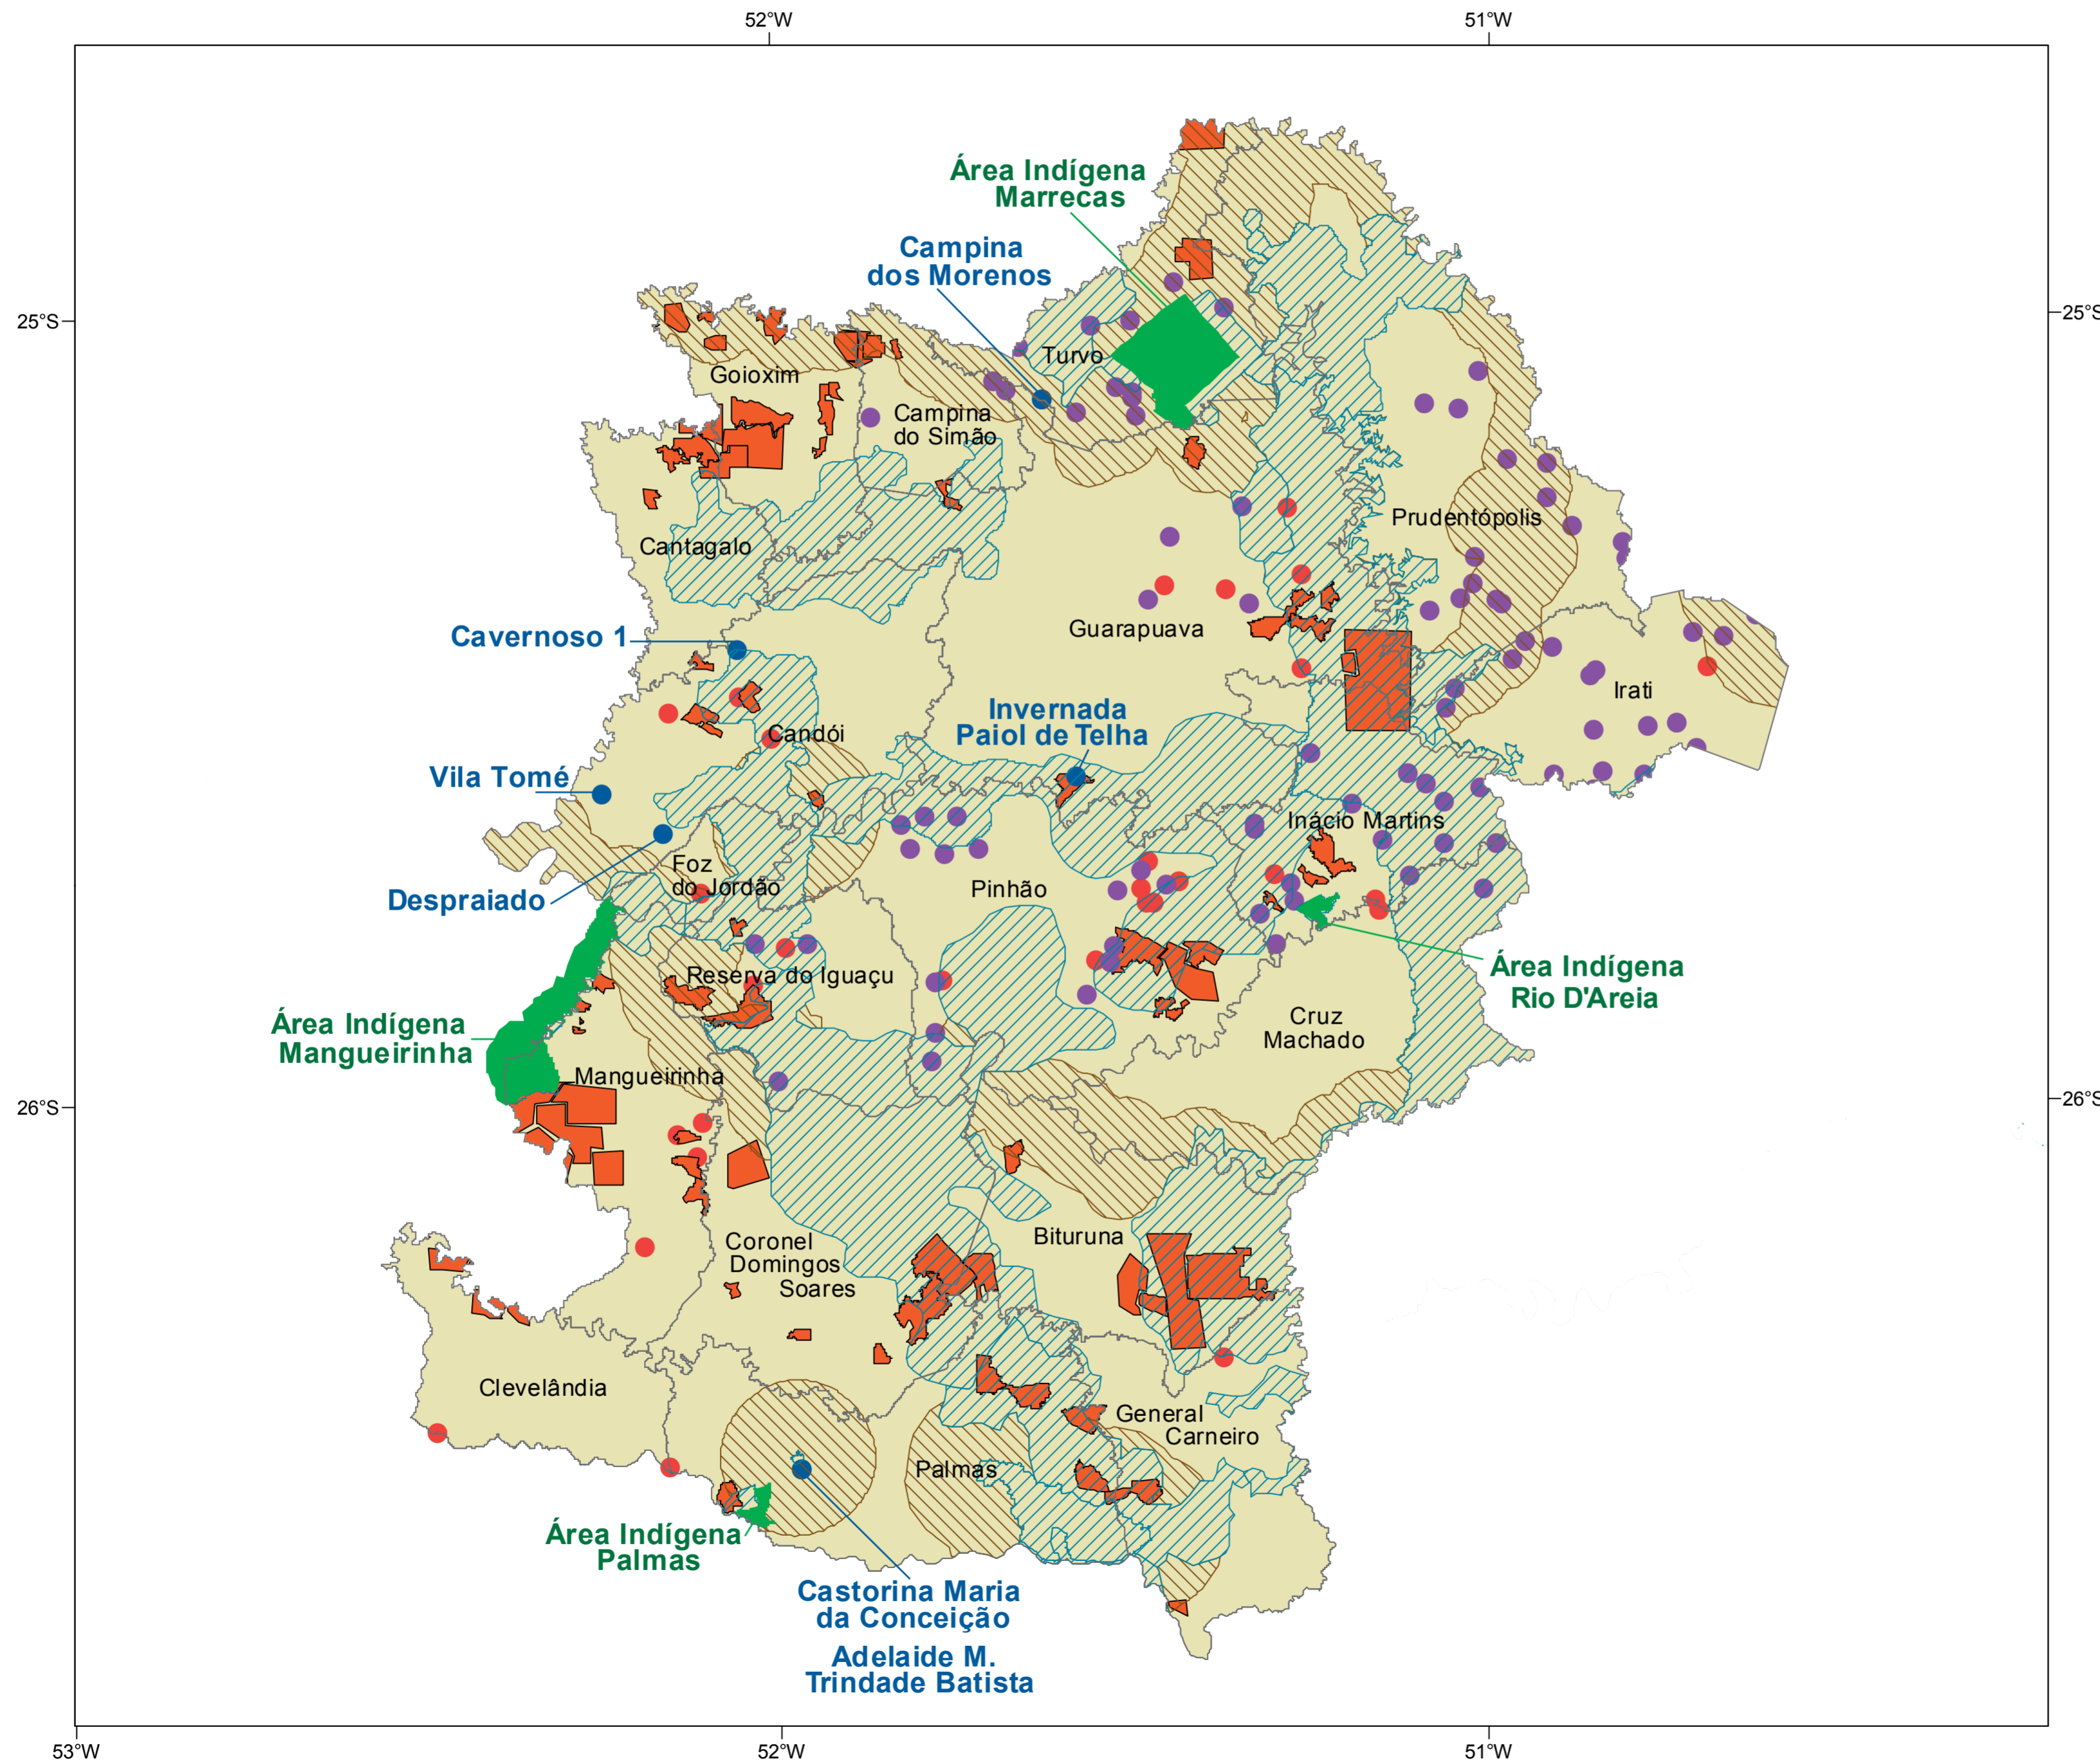 52°W
51°W
Área Indígena
Marrecas
Campina
dos Morenos
25°S
25°S
Turvo
Goioxim
Campina
do Simão
Prudentópolis
Cantagalo
Guarapuava
Cavernoso 1
Irati
Invernada
Paiol de Telha
Candói
Vila Tomé
Inácio Martins
Foz
do Jordão
Pinhão
Despraiado
Reserva do Iguaçu
Área Indígena
Rio D'Areia
Área Indígena
Mangueirinha
Cruz
Machado
Mangueirinha
26°S
26°S
Bituruna
Coronel
Domingos
Soares
Clevelândia
General
Carneiro
Palmas
Área Indígena
Palmas
Castorina Maria
da Conceição
Adelaide M.
Trindade Batista
53°W
52°W
51°W